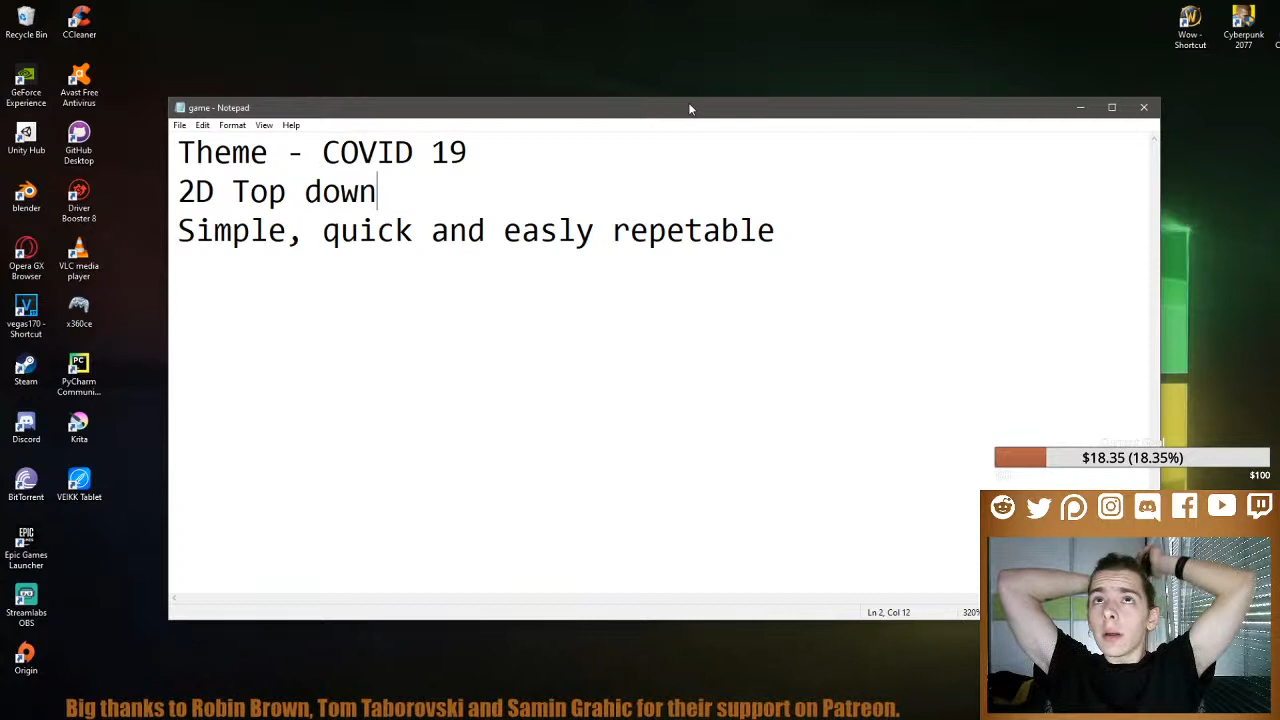 Recycle Bin
CCleaner
GeForce Experience
Avast Free Antivirus
Unity Hub
GitHub Desktop
blender
Driver Booster 8
Opera GX Browser
VLC media player
vegas170 - Shortcut
x360ce
Steam
PyCharm Communi...
Discord
Krita
BitTorrent
VEIKK Tablet
Epic Games Launcher
Streamlabs OBS
Origin
Wow - Shortcut
Cyberpunk 2077
game - Notepad
File Edit Format View Help
Theme - COVID 19
2D Top down
Simple, quick and easly repetable
Ln 2, Col 12
320%
$18.35 (18.35%)
$100
Big thanks to Robin Brown, Tom Taborovski and Samin Grahic for their support on Patreon.